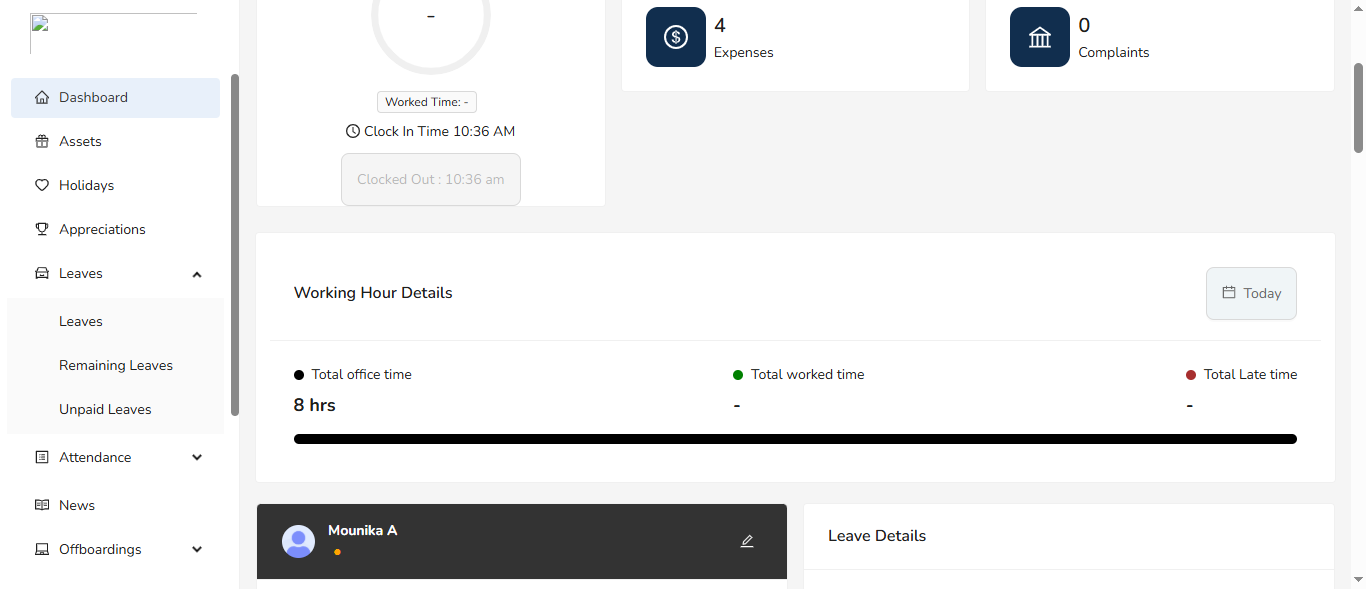 Dashboard
Assets
Holidays
Appreciations
Leaves
Leaves
Remaining Leaves
Unpaid Leaves
Attendance
News
Offboardings
-
Worked Time: -
Clock In Time 10:36 AM
Clocked Out : 10:36 am
4
Expenses
0
Complaints
Working Hour Details
Today
Total office time
8 hrs
Total worked time
-
Total Late time
-
Mounika A
Leave Details